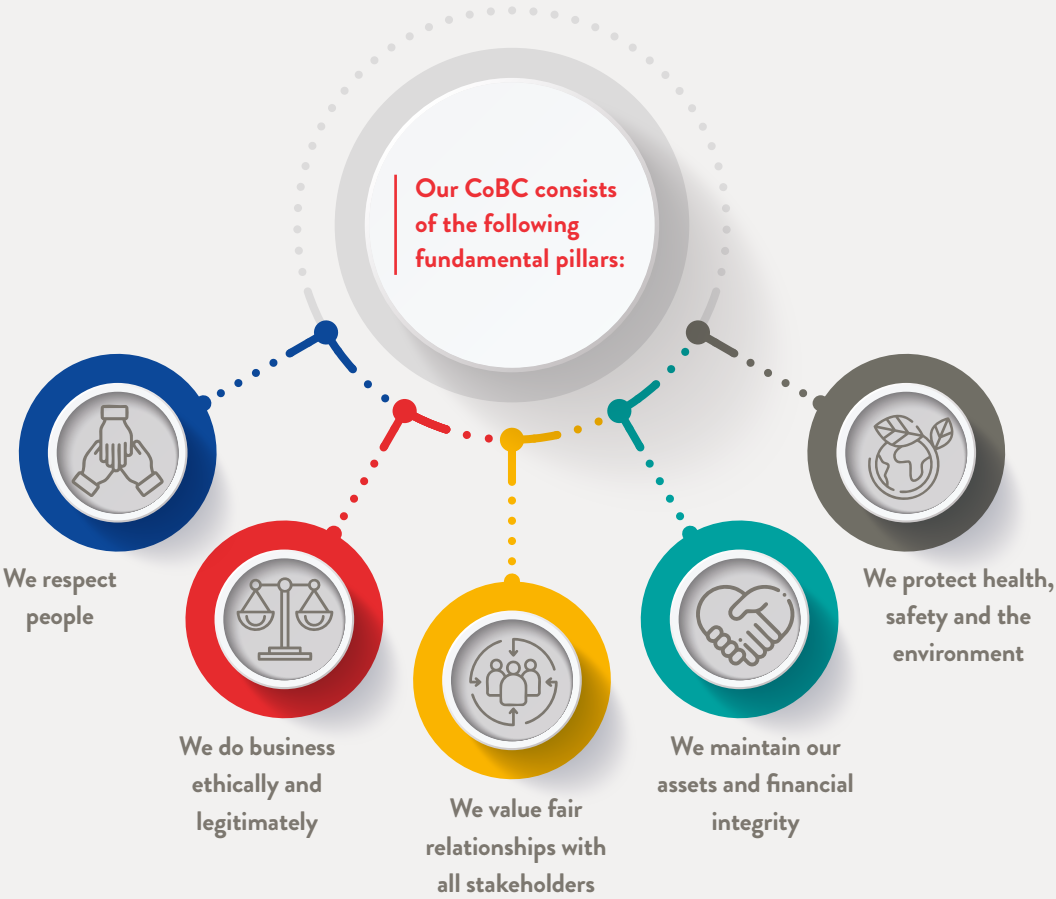 Our CoBC consists
of the following
fundamental pillars:
We respect
people
We do business
ethically and
legitimately
We value fair
relationships with
all stakeholders
We maintain our
assets and financial
integrity
We protect health,
safety and the
environment